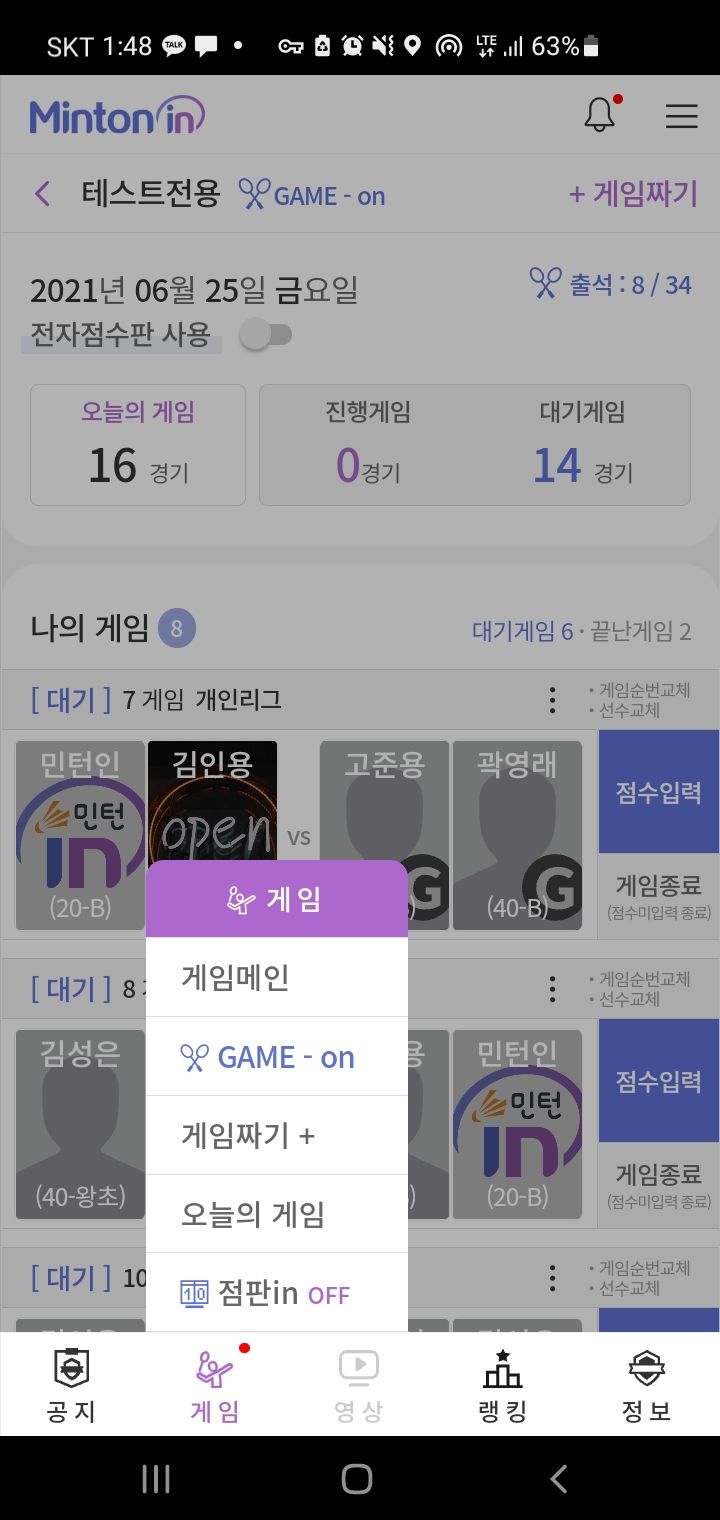 SKT 1:48 TALK LTE 63%
Minton in
테스트전용 GAME - on + 게임짜기
2021년 06월 25일 금요일 출석 : 8 / 34
전자점수판 사용
오늘의 게임 진행게임 대기게임
16 경기 0경기 14 경기
나의 게임 8 대기게임 6 · 끝난게임 2
[ 대기 ] 7 게임 개인리그
• 게임순번교체
• 선수교체
민턴인 김인용 고준용 곽영래
민턴
IN
open
VS
G
G
점수입력
(20-B) (40-B)
게임종료
(점수미입력 종료)
게 임
게임메인
GAME - on
게임짜기 +
오늘의 게임
10 점판in OFF
[ 대기 ] 8
• 게임순번교체
• 선수교체
김성은 용 민턴인
민턴
IN
점수입력
(40-왕초) (20-B)
게임종료
(점수미입력 종료)
[ 대기 ] 10
• 게임순번교체
• 선수교체
공 지 게 임 영 상 랭 킹 정 보